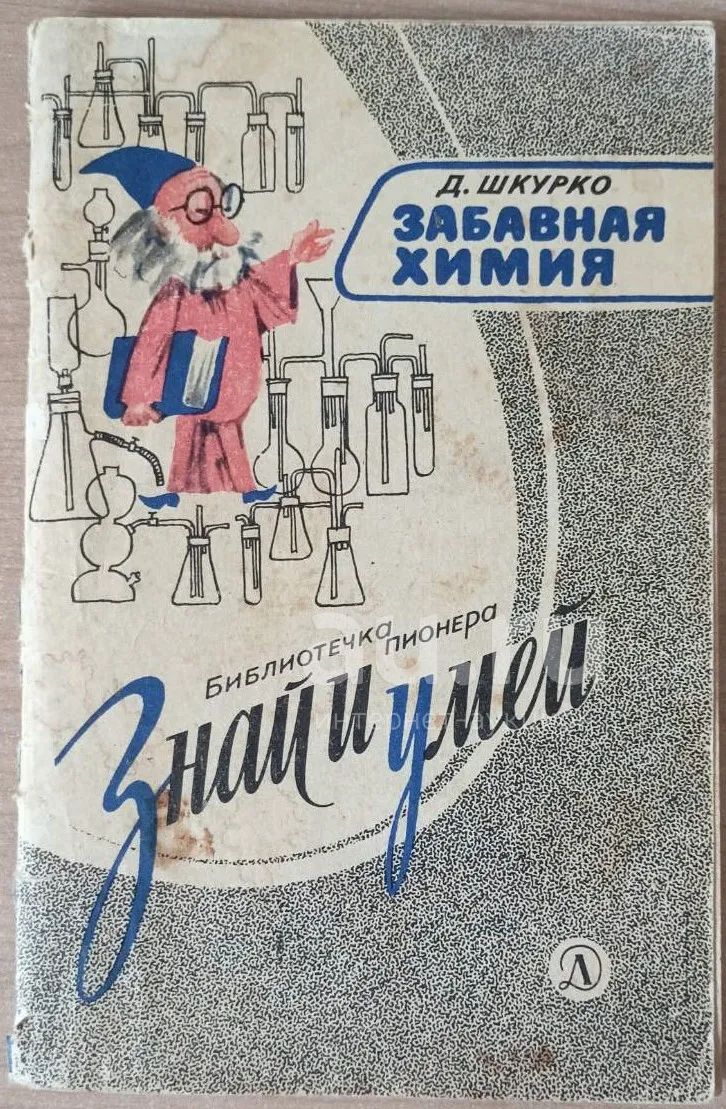 Д. ШКУРКО
ЗАБАВНАЯ
ХИМИЯ
Библиотечка пионера
Знай и умей
Д